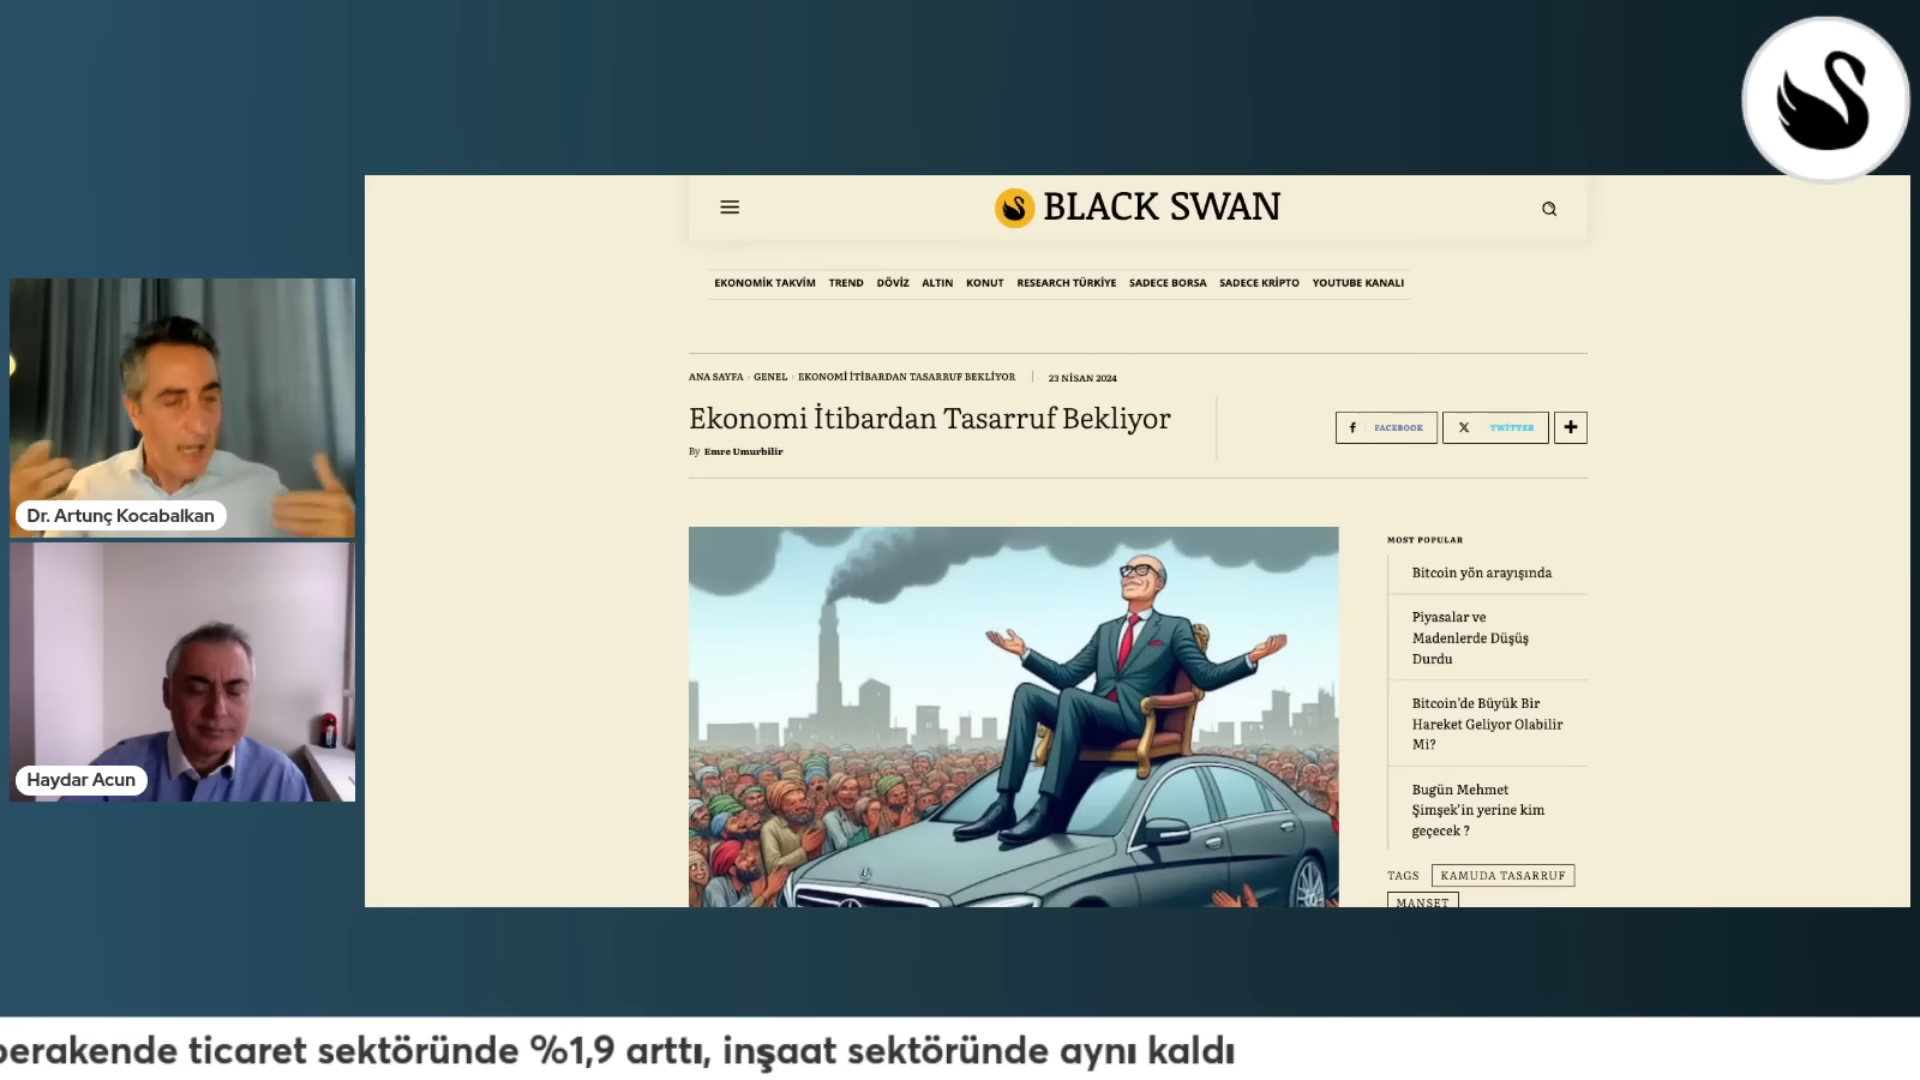 BLACK SWAN
EKONOMİK TAKVİM TREND DÖVİZ ALTIN KONUT RESEARCH TÜRKİYE SADECE BORSA SADECE KRİPTO YOUTUBE KANALI
ANA SAYFA › GENEL › EKONOMİ İTİBARDAN TASARRUF BEKLİYOR | 23 NİSAN 2024
Ekonomi İtibardan Tasarruf Bekliyor
By Emre Umurbilir
FACEBOOK
TWITTER
Dr. Artunç Kocabalkan
Haydar Acun
MOST POPULAR
Bitcoin yön arayışında
Piyasalar ve
Madenlerde Düşüş
Durdu
Bitcoin'de Büyük Bir
Hareket Geliyor Olabilir
Mi?
Bugün Mehmet
Şimşek'in yerine kim
geçecek ?
TAGS KAMUDA TASARRUF
MANSET
perakende ticaret sektöründe %1,9 arttı, inşaat sektöründe aynı kaldı